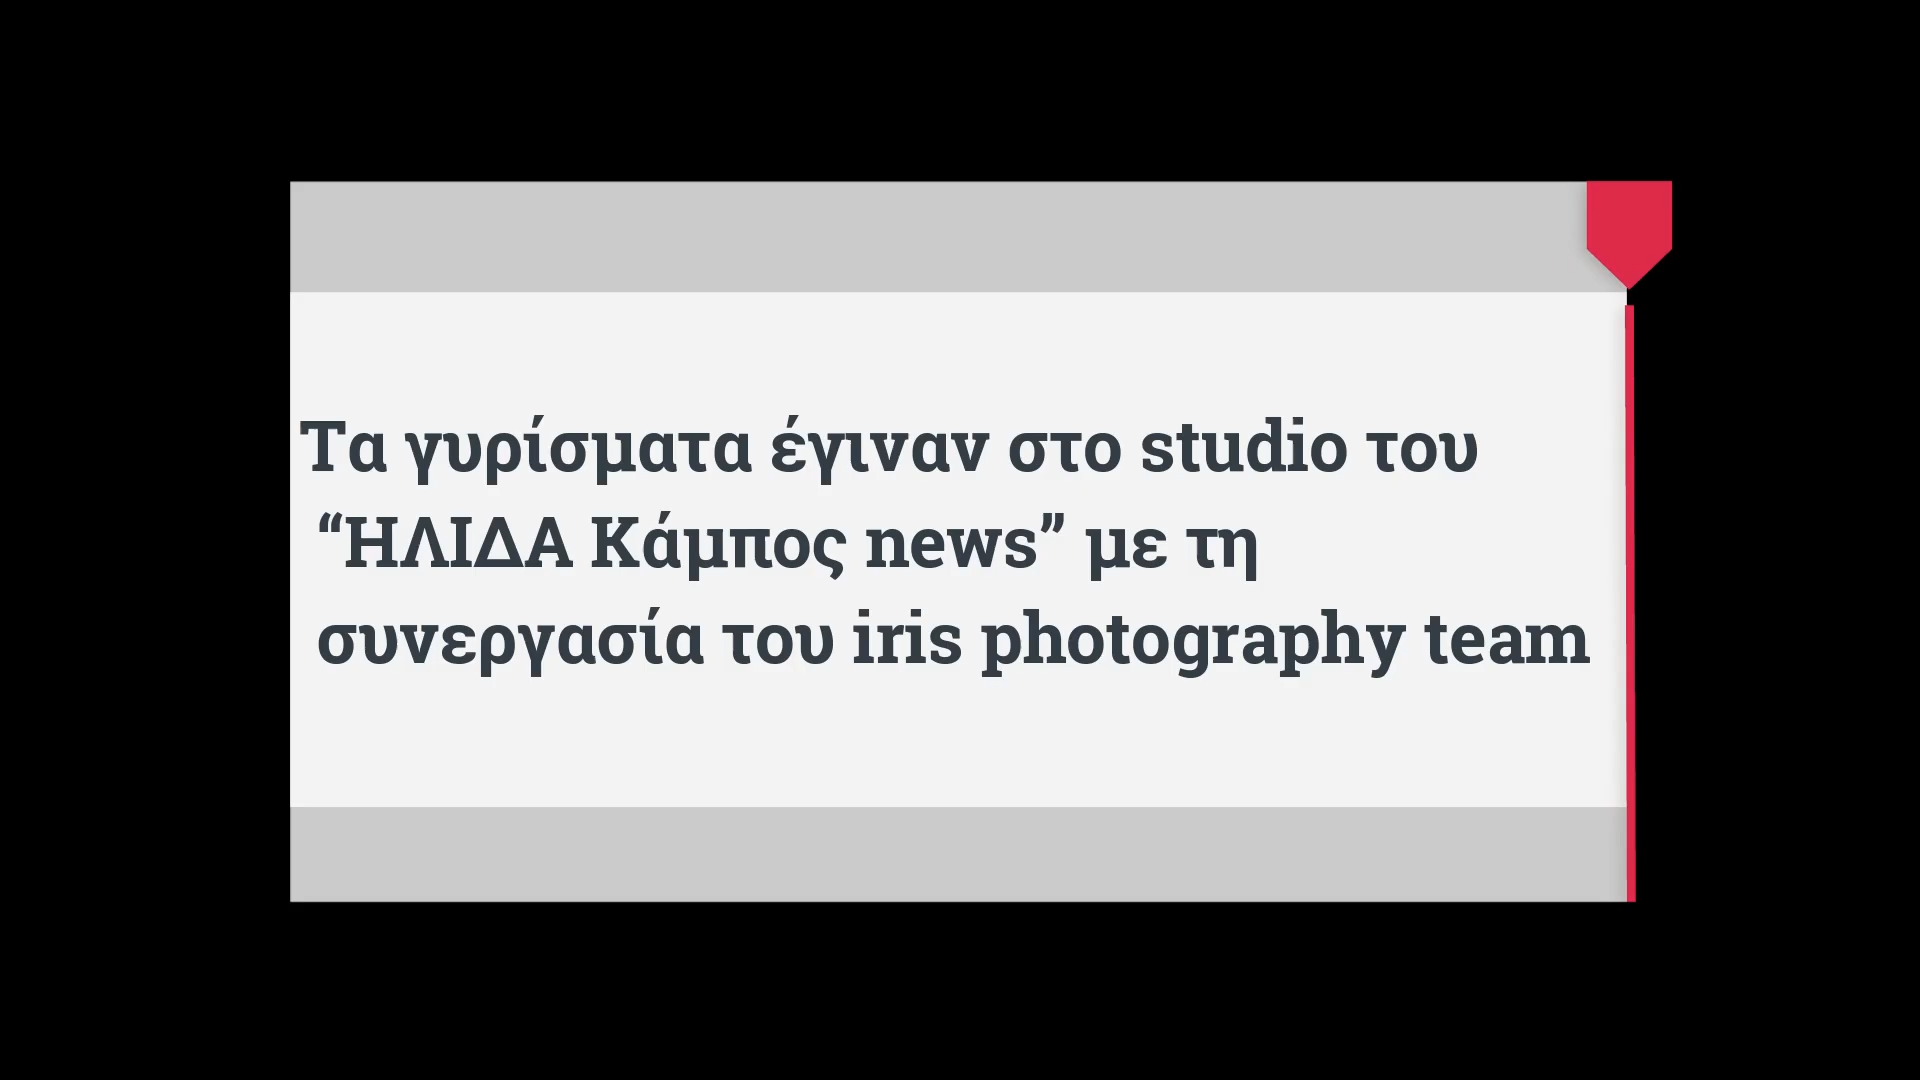 Τα γυρίσματα έγιναν στο studio του
“ΗΛΙΔΑ Κάμπος news” με τη
συνεργασία του iris photography team